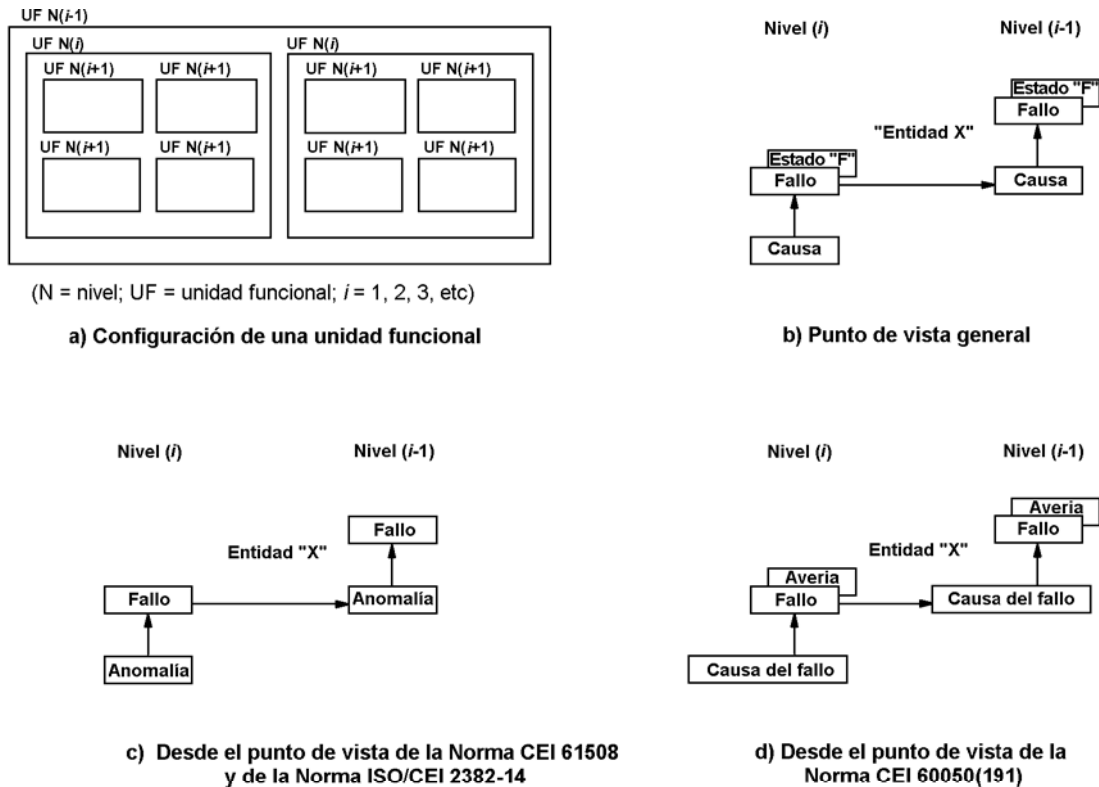 UF N(i-1)
UF N(i)
UF N(i)
UF N(i+1)
UF N(i+1)
UF N(i+1)
UF N(i+1)
UF N(i+1)
UF N(i+1)
UF N(i+1)
UF N(i+1)
(N = nivel; UF = unidad funcional; i = 1, 2, 3, etc)
a) Configuración de una unidad funcional
Nivel (i)
Nivel (i-1)
Estado "F"
Fallo
"Entidad X"
Estado "F"
Fallo
Causa
Causa
b) Punto de vista general
Nivel (i)
Nivel (i-1)
Fallo
Entidad "X"
Fallo
Anomalía
Anomalía
c) Desde el punto de vista de la Norma CEI 61508
y de la Norma ISO/CEI 2382-14
Nivel (i)
Nivel (i-1)
Averia
Fallo
Entidad "X"
Averia
Fallo
Causa del fallo
Causa del fallo
d) Desde el punto de vista de la
Norma CEI 60050(191)